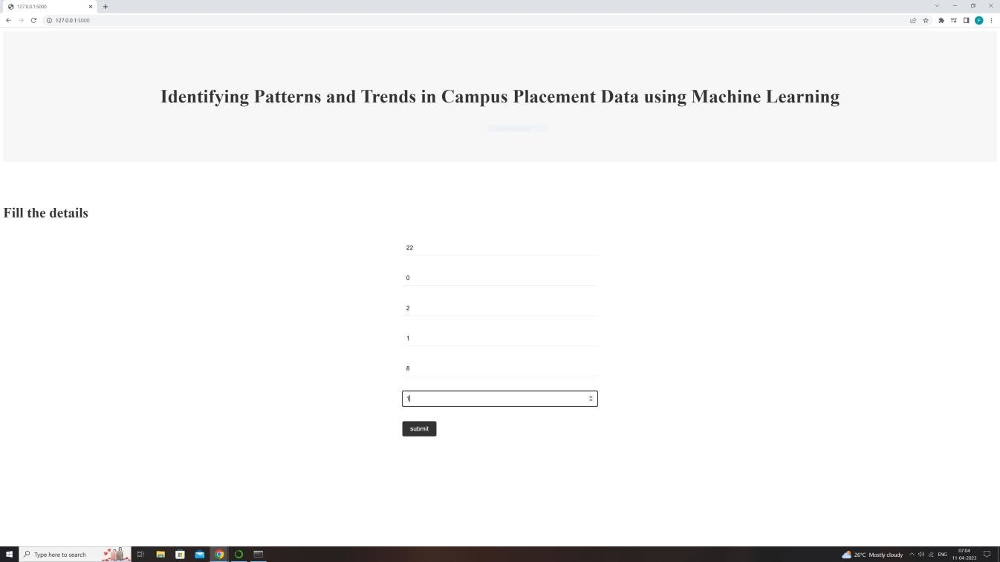 127.0.0.1:5000
127.0.0.1:5000
P
Identifying Patterns and Trends in Campus Placement Data using Machine Learning
Fill the details
22
0
2
1
8
1
submit
Type here to search
26°C Mostly cloudy
ENG
07:04
11-04-2023